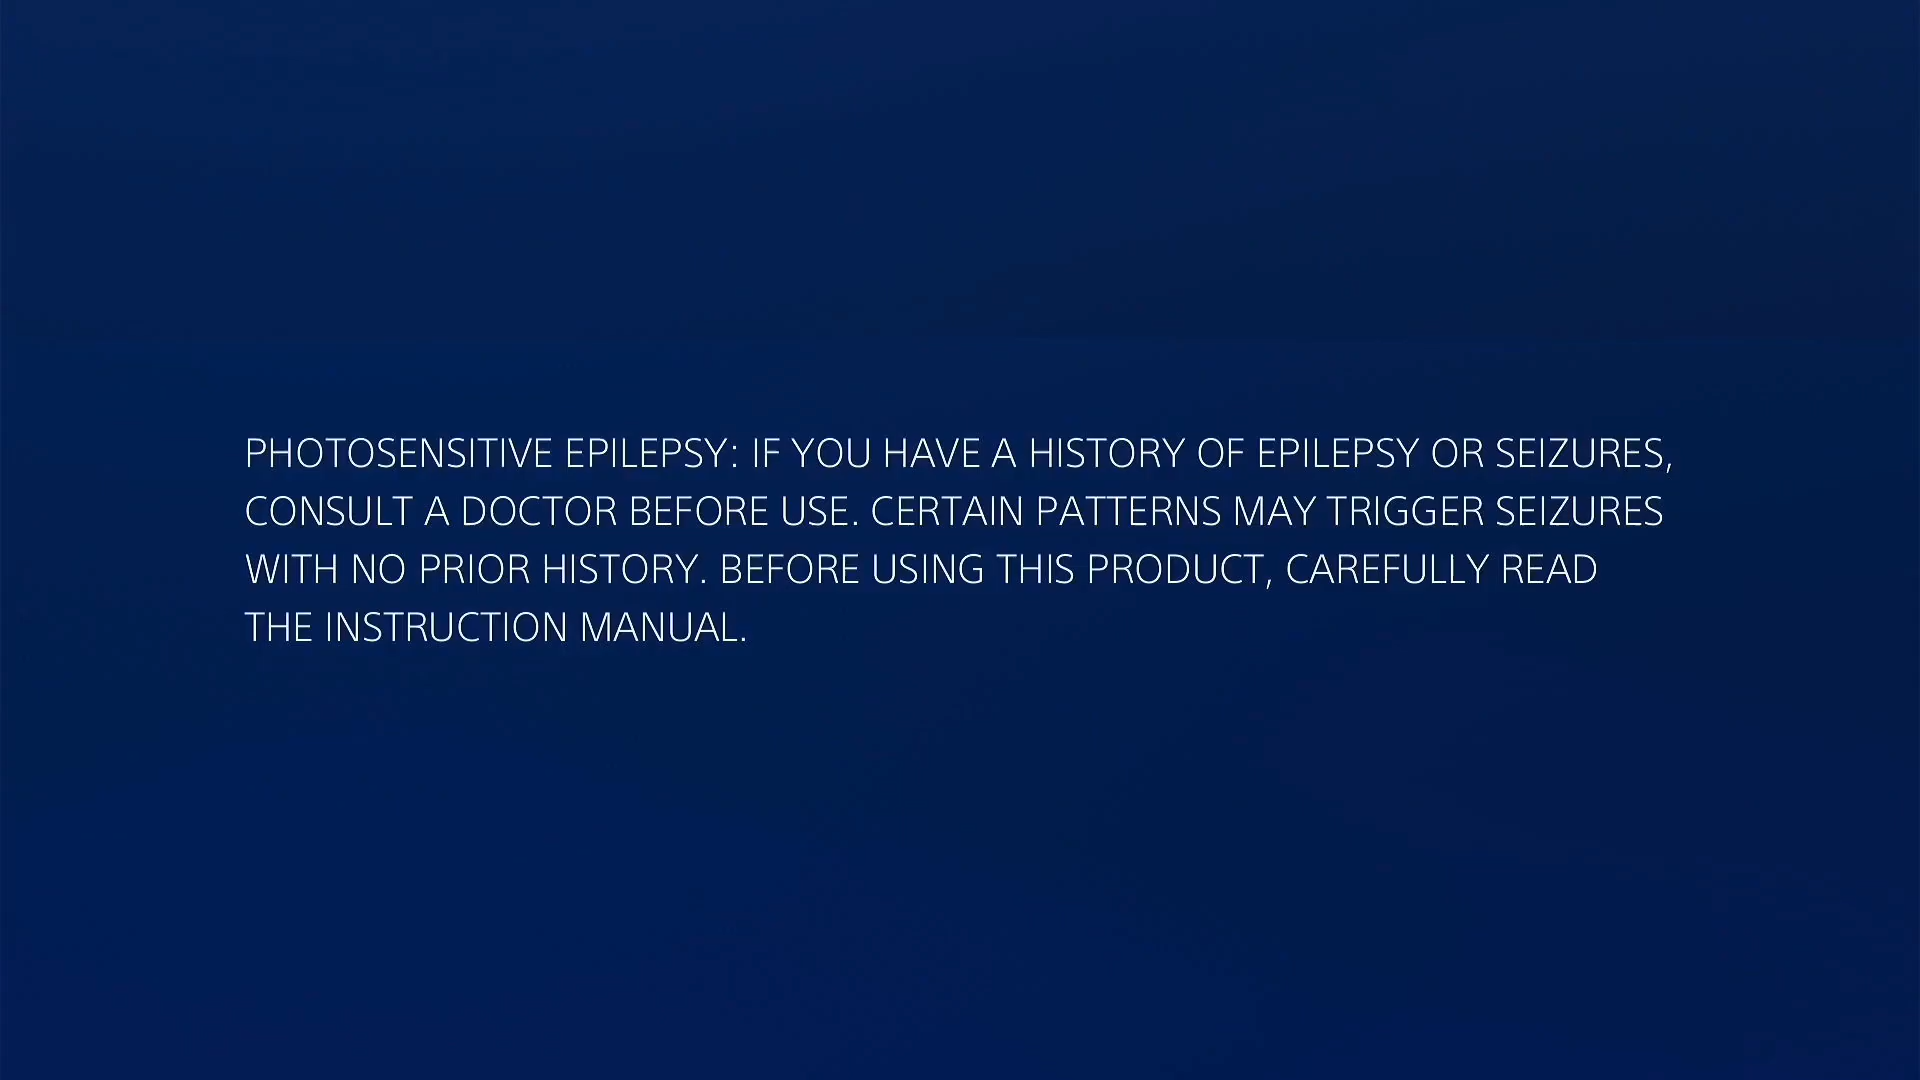 PHOTOSENSITIVE EPILEPSY: IF YOU HAVE A HISTORY OF EPILEPSY OR SEIZURES,
CONSULT A DOCTOR BEFORE USE. CERTAIN PATTERNS MAY TRIGGER SEIZURES
WITH NO PRIOR HISTORY. BEFORE USING THIS PRODUCT, CAREFULLY READ
THE INSTRUCTION MANUAL.